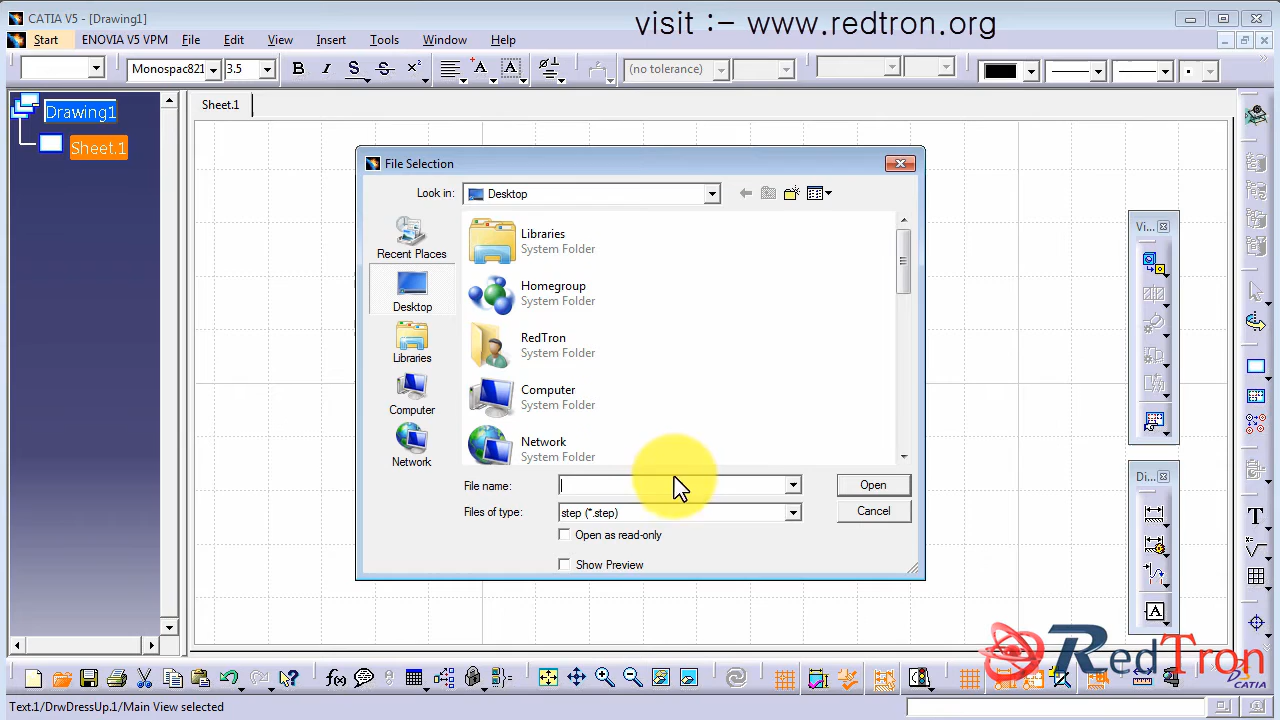 CATIA V5 - [Drawing1]
visit :- www.redtron.org
Start ENOVIA V5 VPM File Edit View Insert Tools Window Help
Monospac821 3.5 B I S S (no tolerance)
Drawing1
Sheet.1
Sheet.1
File Selection
Look in: Desktop
Recent Places
Desktop
Libraries
Computer
Network
Libraries
System Folder
Homegroup
System Folder
RedTron
System Folder
Computer
System Folder
Network
System Folder
File name: Open
Files of type: step (*.step) Cancel
Open as read-only
Show Preview
Vi...
Di...
RedTron
CATIA
Text.1/DrwDressUp.1/Main View selected